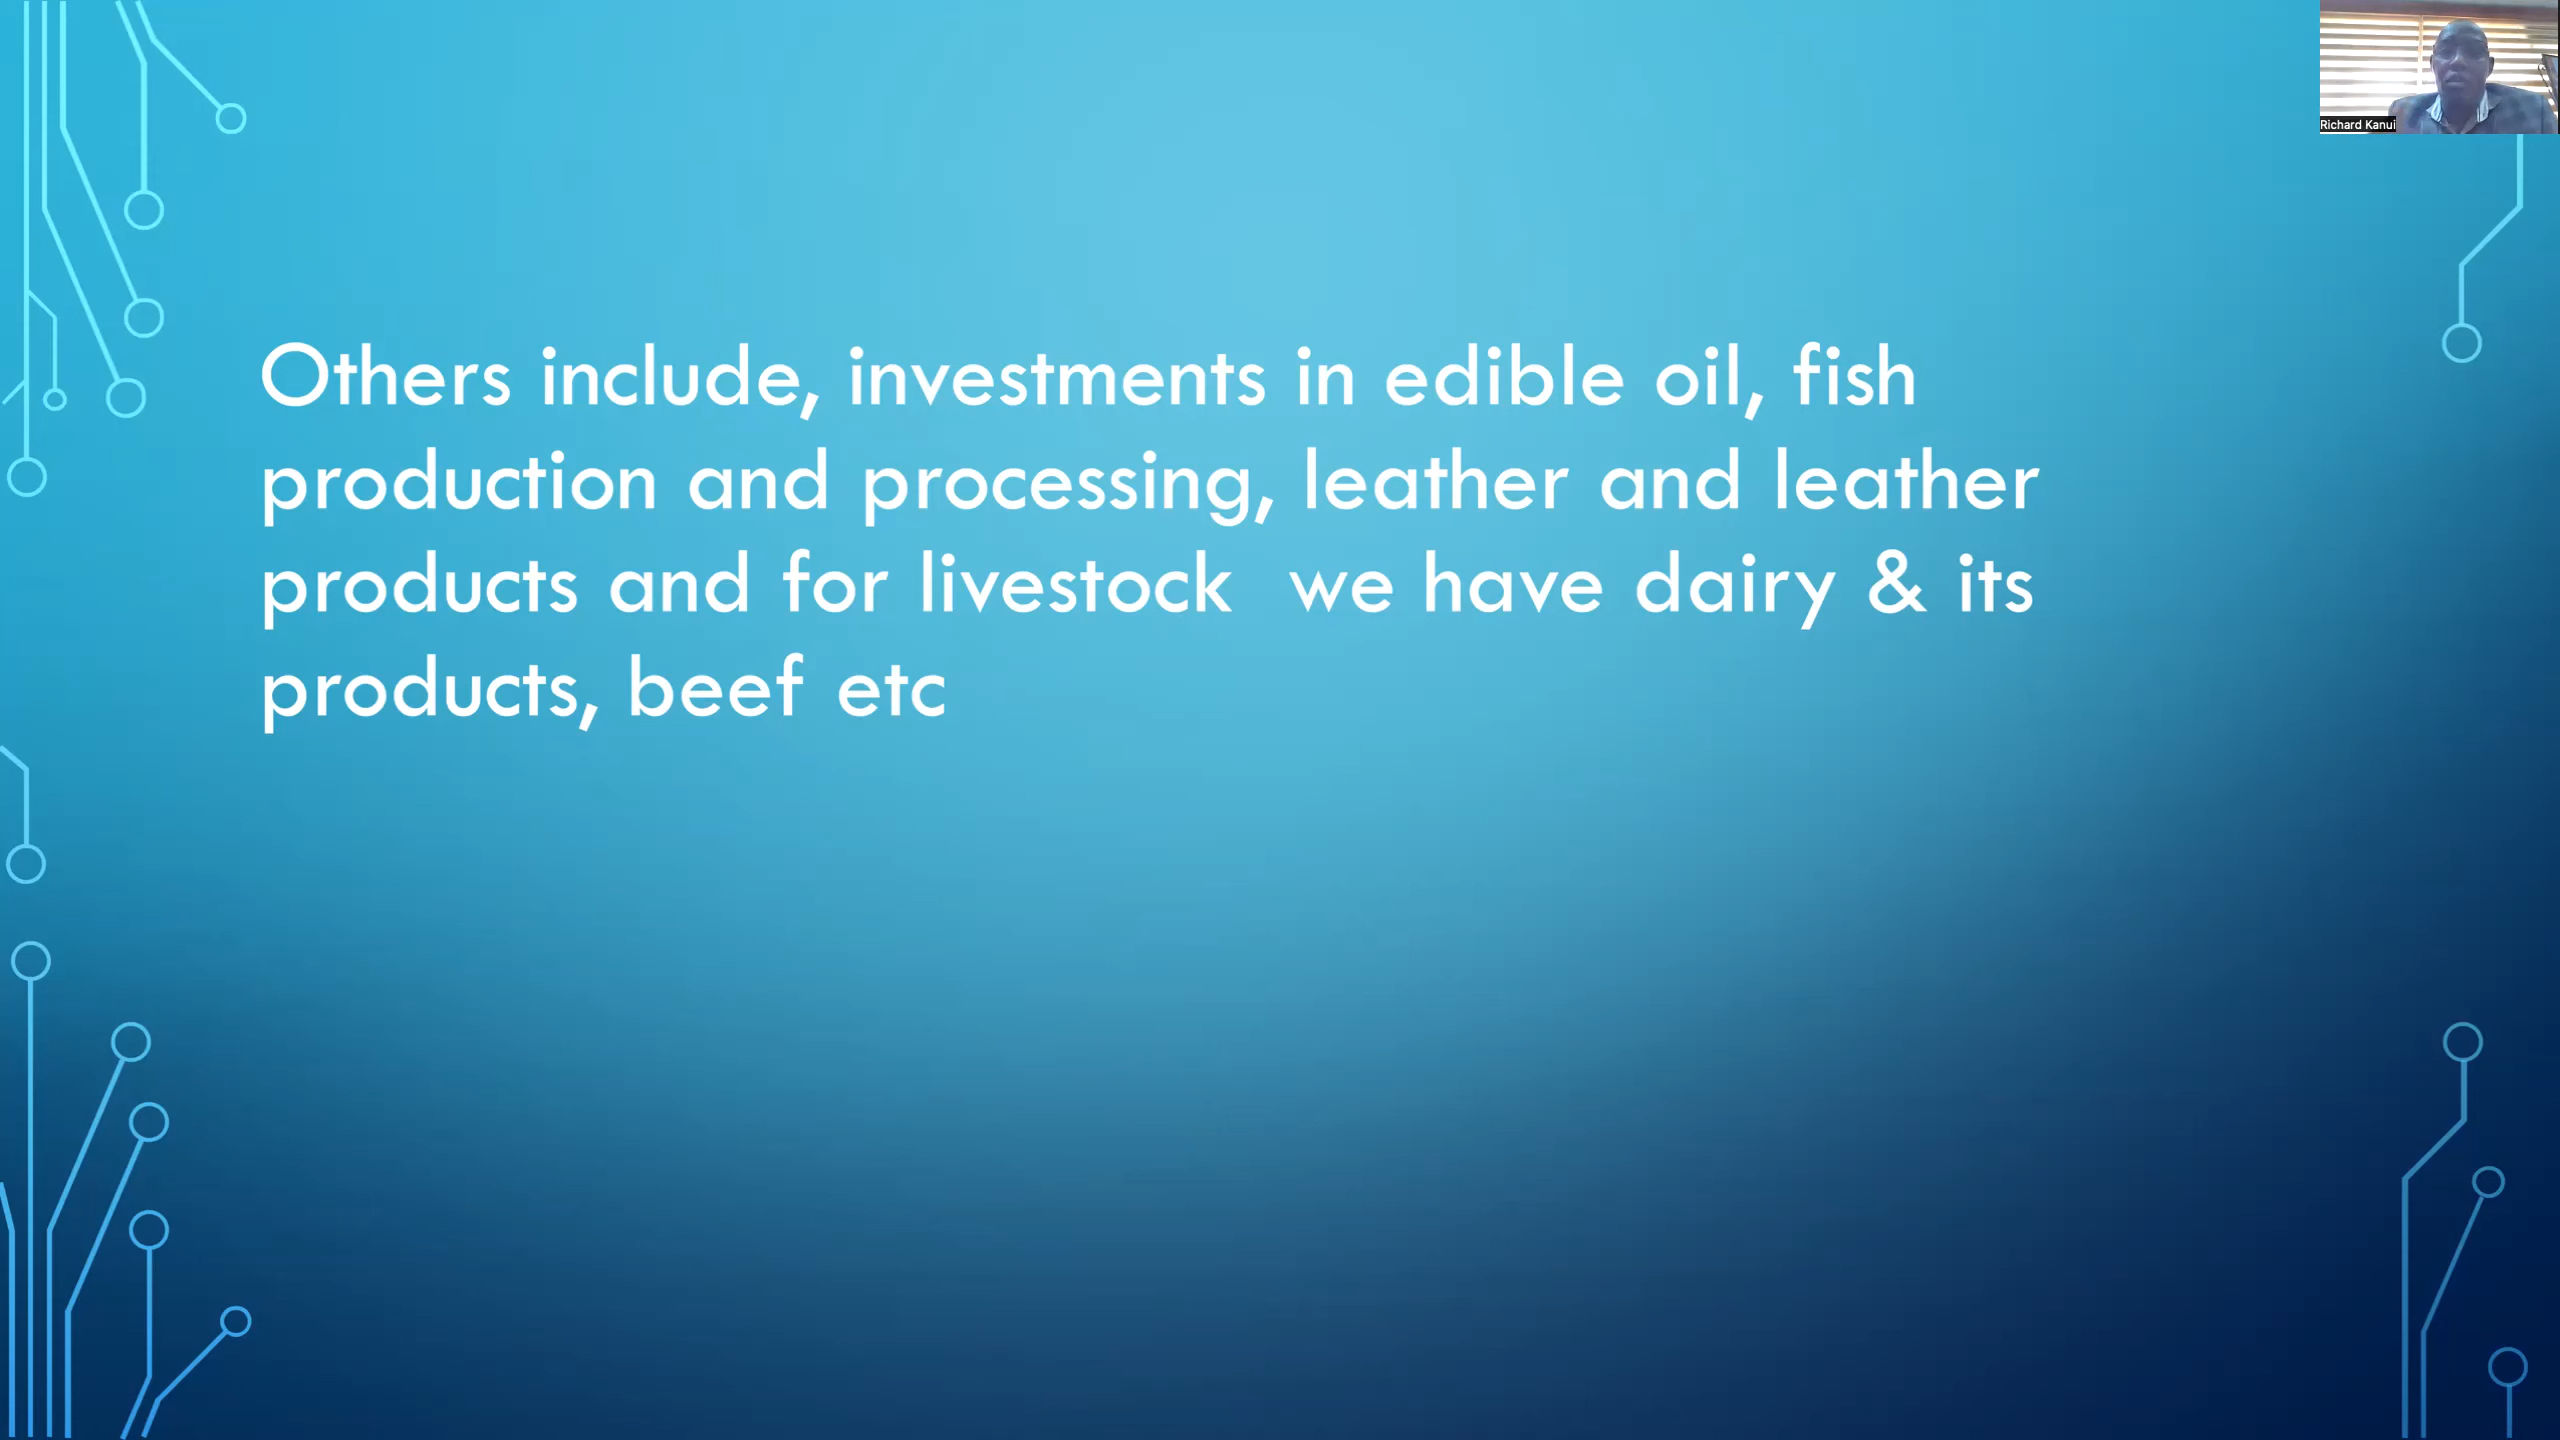 Richard Kanui
Others include, investments in edible oil, fish
production and processing, leather and leather
products and for livestock  we have dairy & its
products, beef etc